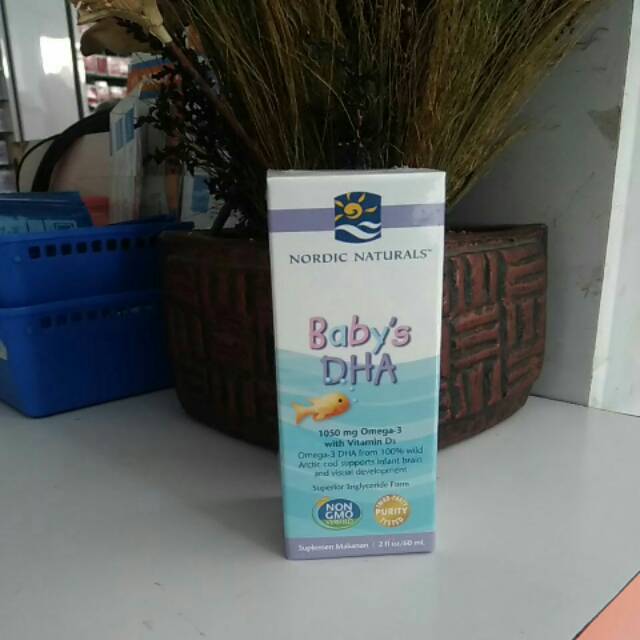 NORDIC NATURALS™
Baby's
DHA
1050 mg Omega-3
with Vitamin D₃
Omega-3 DHA from 100% wild
Arctic cod supports infant brain
and visual development
Superior Triglyceride Form
NON
GMO
VERIFIED
PURITY
TESTED
Suplemen Makanan | 2 fl oz/60 mL